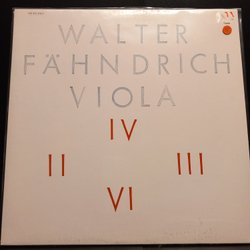 WALTER
FÄHNDRICH
VIOLA
IV
II III
VI